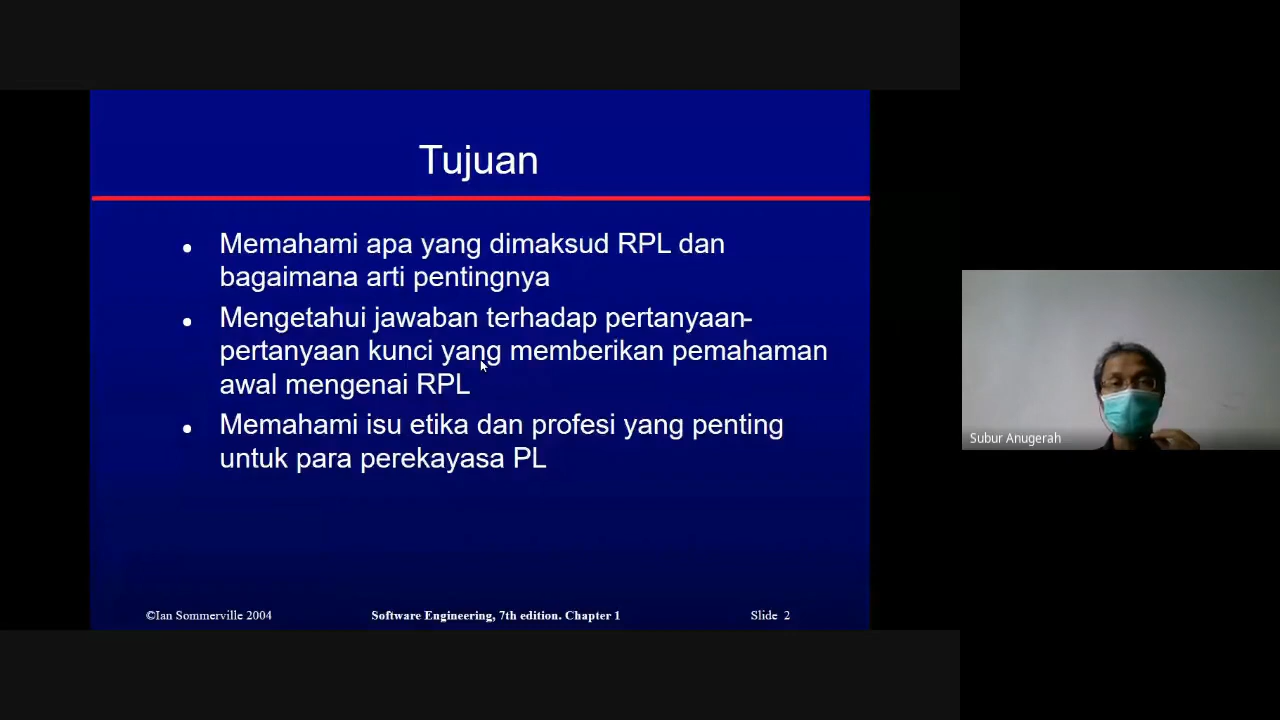 Tujuan
• Memahami apa yang dimaksud RPL dan
bagaimana arti pentingnya
• Mengetahui jawaban terhadap pertanyaan-
pertanyaan kunci yang memberikan pemahaman
awal mengenai RPL
• Memahami isu etika dan profesi yang penting
untuk para perekayasa PL
©Ian Sommerville 2004 Software Engineering, 7th edition. Chapter 1 Slide 2
Subur Anugerah